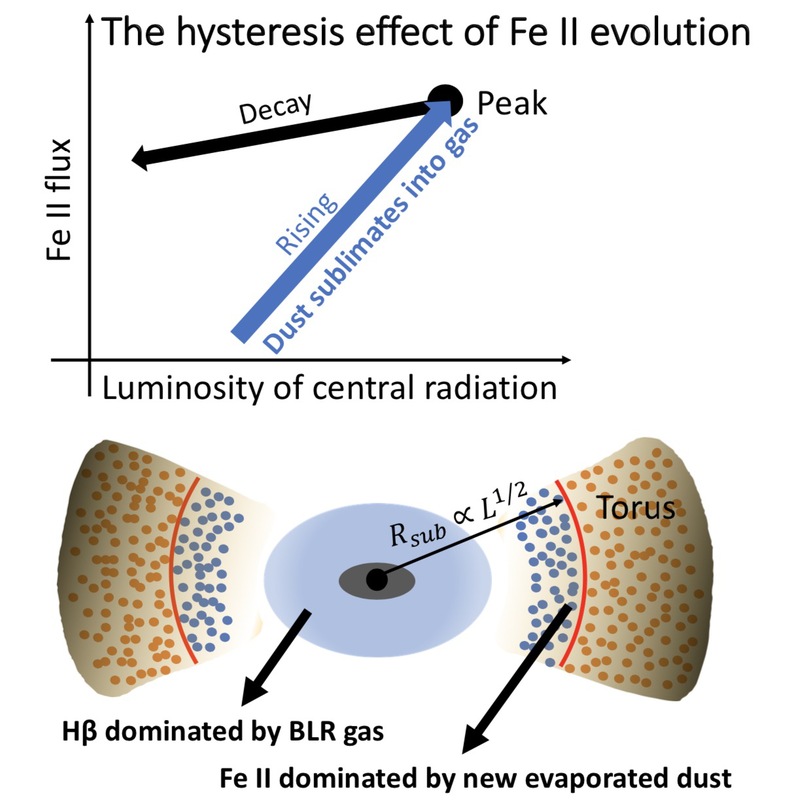 The hysteresis effect of Fe II evolution
Decay
Peak
Fe II flux
Rising
Dust sublimates into gas
Luminosity of central radiation
R_{sub} ∝ L^{1/2}
Torus
Hβ dominated by BLR gas
Fe II dominated by new evaporated dust